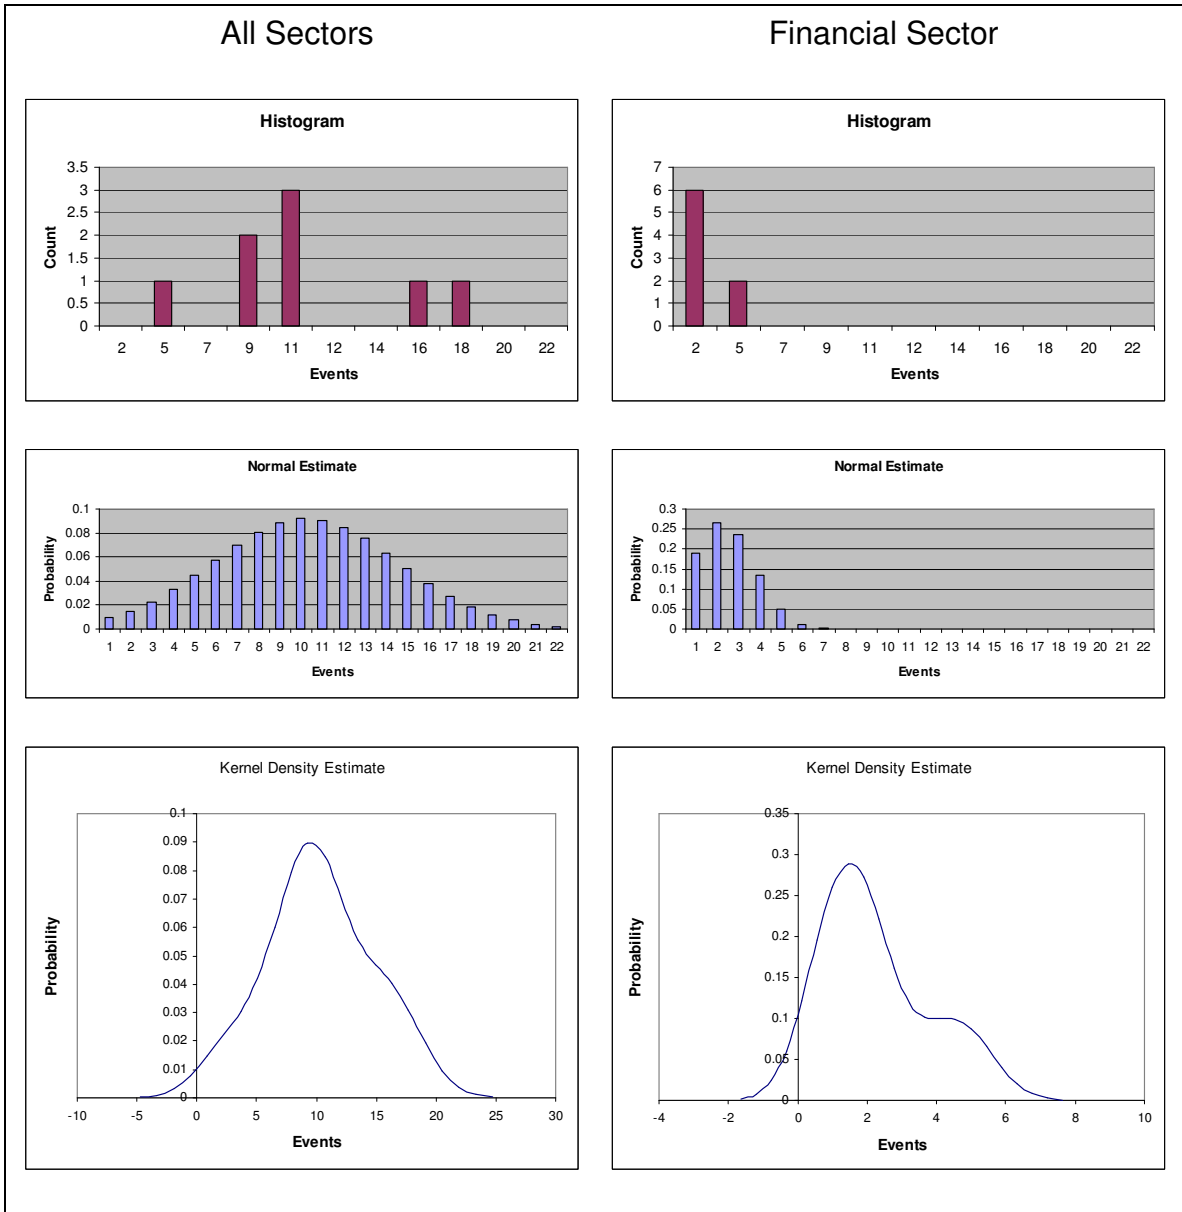 All Sectors
Financial Sector
Histogram
Count
3.5
3
2.5
2
1.5
1
0.5
0
2 5 7 9 11 12 14 16 18 20 22
Events
Histogram
Count
7
6
5
4
3
2
1
0
2 5 7 9 11 12 14 16 18 20 22
Events
Normal Estimate
Probability
0.1
0.08
0.06
0.04
0.02
0
1 2 3 4 5 6 7 8 9 10 11 12 13 14 15 16 17 18 19 20 21 22
Events
Normal Estimate
Probability
0.3
0.25
0.2
0.15
0.1
0.05
0
1 2 3 4 5 6 7 8 9 10 11 12 13 14 15 16 17 18 19 20 21 22
Events
Kernel Density Estimate
Probability
0.1
0.09
0.08
0.07
0.06
0.05
0.04
0.03
0.02
0.01
0
-10 -5 0 5 10 15 20 25 30
Events
Kernel Density Estimate
Probability
0.35
0.3
0.25
0.2
0.15
0.1
0.05
0
-4 -2 0 2 4 6 8 10
Events